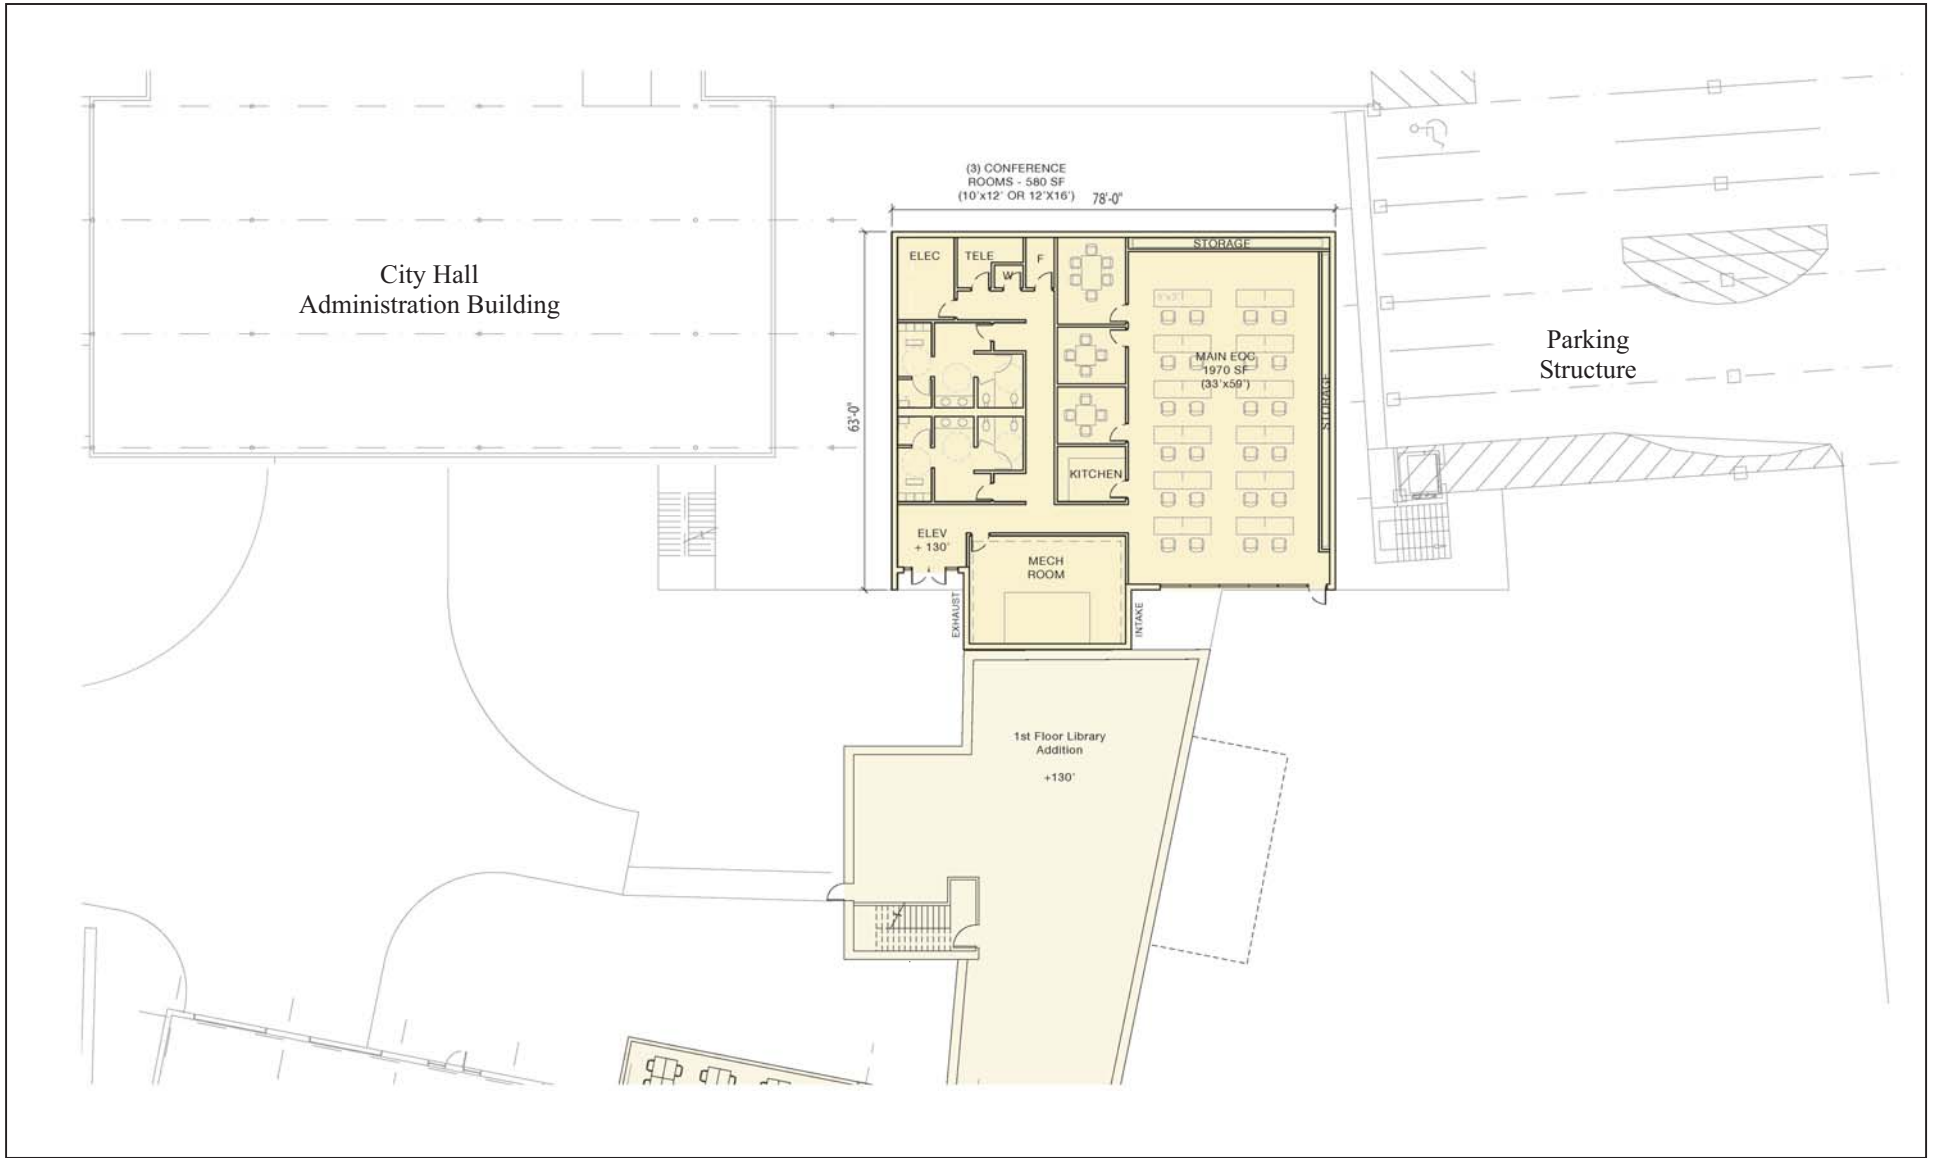 (3) CONFERENCE
ROOMS - 580 SF
(10'x12' OR 12'X16')
78'-0"
ELEC
TELE
W
F
STORAGE
City Hall
Administration Building
MAIN EOC
1970 SF
(33'x59')
STORAGE
Parking
Structure
63'-0"
KITCHEN
ELEV
+ 130'
MECH
ROOM
EXHAUST
INTAKE
1st Floor Library
Addition
+130'